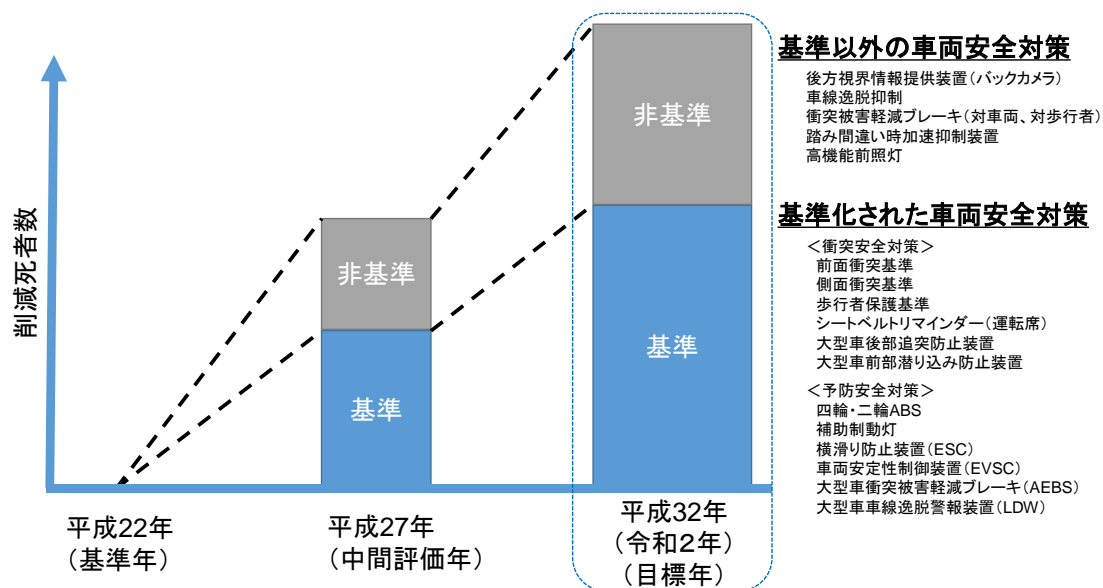 削減死者数
非基準
基準
非基準
基準
平成22年
(基準年)
平成27年
(中間評価年)
平成32年
(令和2年)
(目標年)
基準以外の車両安全対策
後方視界情報提供装置(バックカメラ)
車線逸脱抑制
衝突被害軽減ブレーキ(対車両、対歩行者)
踏み間違い時加速抑制装置
高機能前照灯
基準化された車両安全対策
<衝突安全対策>
前面衝突基準
側面衝突基準
歩行者保護基準
シートベルトリマインダー(運転席)
大型車後部追突防止装置
大型車前部潜り込み防止装置
<予防安全対策>
四輪・二輪ABS
補助制動灯
横滑り防止装置(ESC)
車両安定性制御装置(EVSC)
大型車衝突被害軽減ブレーキ(AEBS)
大型車車線逸脱警報装置(LDW)